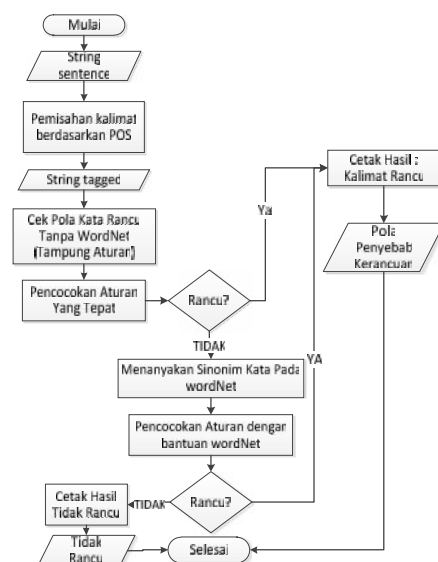 Mulai
String
sentence
Pemisahan kalimat
berdasarkan POS
String tagged
Cek Pola Kata Rancu
Tanpa WordNet
(Tampung Aturan)
Pencocokan Aturan
Yang Tepat
Rancu?
Ya
Cetak Hasil :
Kalimat Rancu
Pola
Penyebab
Kerancuan
TIDAK
YA
Menanyakan Sinonim Kata Pada
wordNet
Pencocokan Aturan dengan
bantuan wordNet
Rancu?
TIDAK
Cetak Hasil
Tidak Rancu
Tidak
Rancu
Selesai